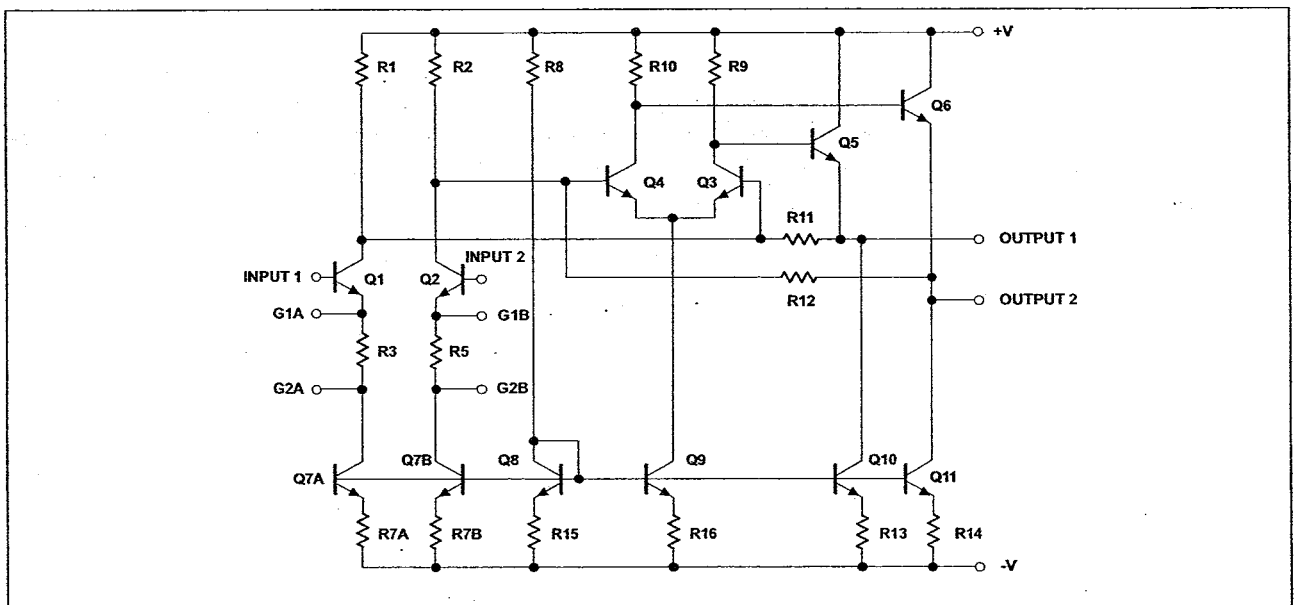 +V
R1
R2
R8
R10
R9
Q6
Q5
Q4
Q3
R11
OUTPUT 1
INPUT 2
INPUT 1
Q1
Q2
R12
OUTPUT 2
G1A
G1B
R3
R5
G2A
G2B
Q7A
Q7B
Q8
Q9
Q10
Q11
R7A
R7B
R15
R16
R13
R14
-V